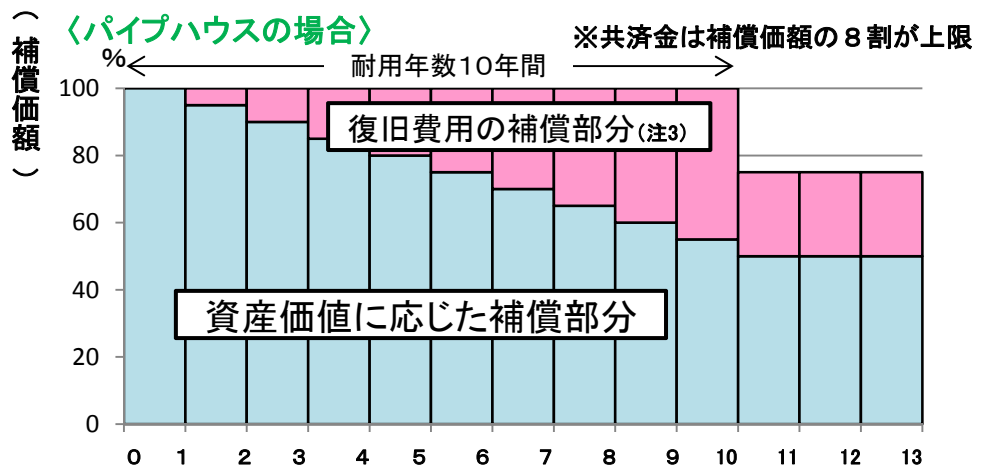 （補償価額）
〈パイプハウスの場合〉
※共済金は補償価額の８割が上限
%
耐用年数１０年間
100
80
60
40
20
0
復旧費用の補償部分(注3)
資産価値に応じた補償部分
0 1 2 3 4 5 6 7 8 9 10 11 12 13